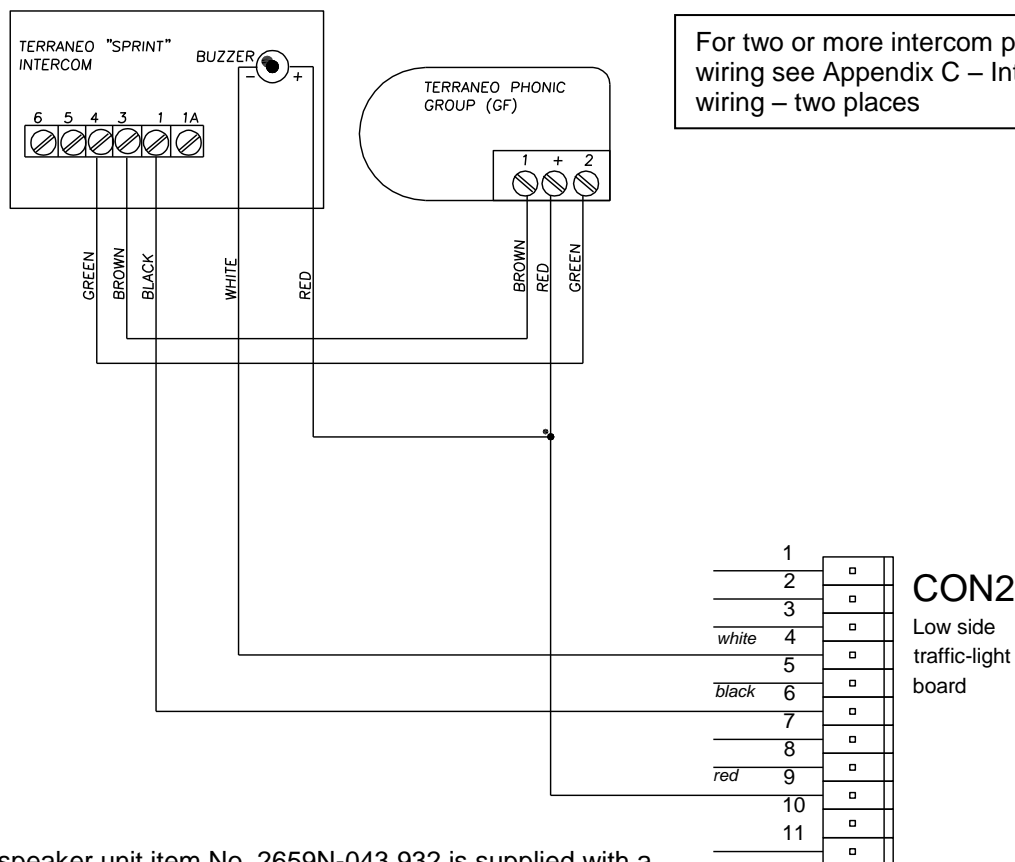 TERRANEO "SPRINT"
INTERCOM
BUZZER
– +
6 5 4 3 1 1A
TERRANEO PHONIC
GROUP (GF)
1 + 2
For two or more intercom
wiring see Appendix C –
wiring – two places
GREEN
BROWN
BLACK
WHITE
RED
BROWN
RED
GREEN
1
2
3
white 4
5
black 6
7
8
red 9
10
11
CON2
Low side
traffic-light
board
speaker unit item No. 2659N-043.932 is supplied with a